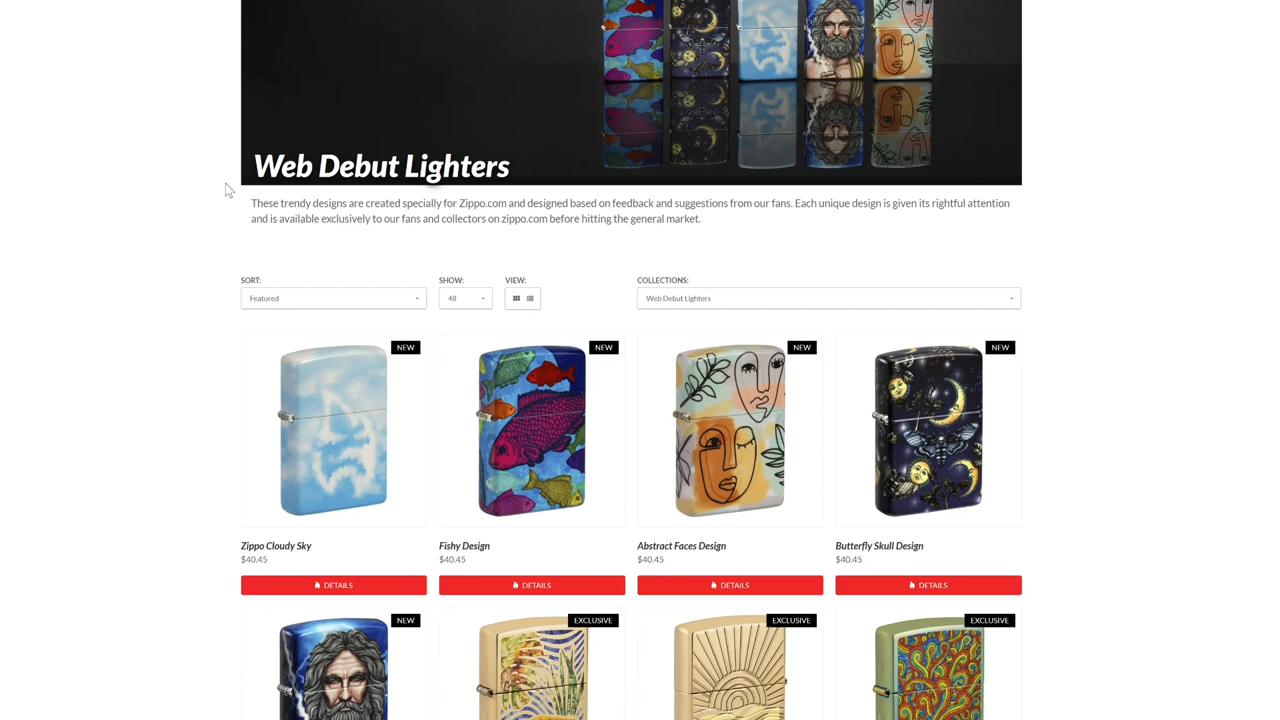 Web Debut Lighters
These trendy designs are created specially for Zippo.com and designed based on feedback and suggestions from our fans. Each unique design is given its rightful attention
and is available exclusively to our fans and collectors on zippo.com before hitting the general market.
SORT: SHOW: VIEW: COLLECTIONS:
Featured 48 Web Debut Lighters
NEW NEW NEW NEW
Zippo Cloudy Sky Fishy Design Abstract Faces Design Butterfly Skull Design
$40.45 $40.45 $40.45 $40.45
DETAILS DETAILS DETAILS DETAILS
NEW EXCLUSIVE EXCLUSIVE EXCLUSIVE